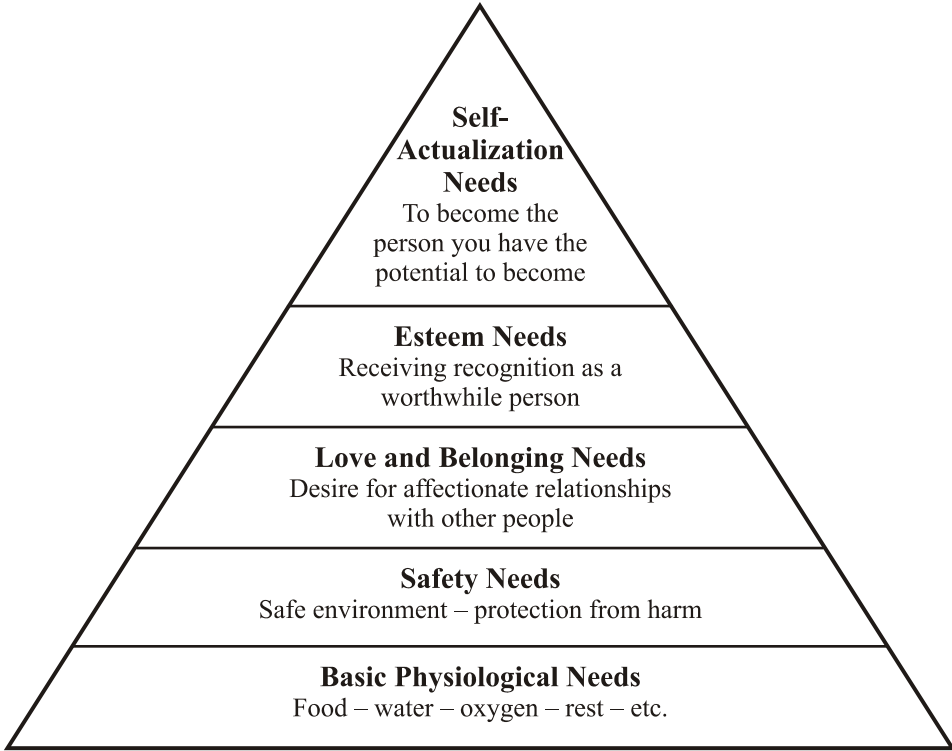 Self-
Actualization
Needs
To become the
person you have the
potential to become
Esteem Needs
Receiving recognition as a
worthwhile person
Love and Belonging Needs
Desire for affectionate relationships
with other people
Safety Needs
Safe environment – protection from harm
Basic Physiological Needs
Food – water – oxygen – rest – etc.